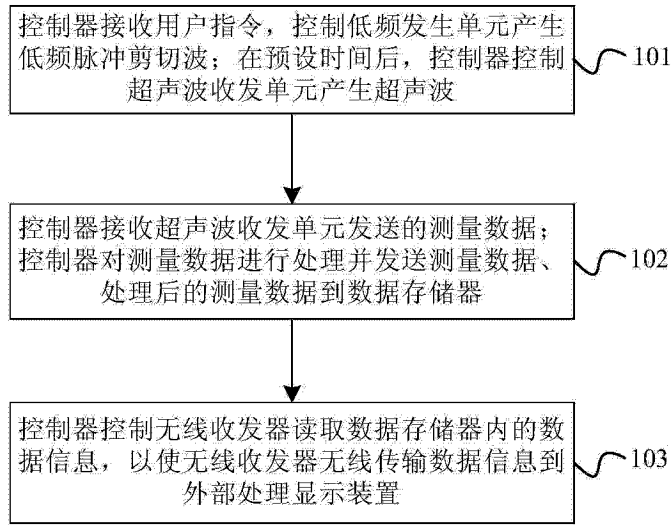 控制器接收用户指令，控制低频发生单元产生
低频脉冲剪切波；在预设时间后，控制器控制
超声波收发单元产生超声波
101
控制器接收超声波收发单元发送的测量数据；
控制器对测量数据进行处理并发送测量数据、
处理后的测量数据到数据存储器
102
控制器控制无线收发器读取数据存储器内的数
据信息，以使无线收发器无线传输数据信息到
外部处理显示装置
103